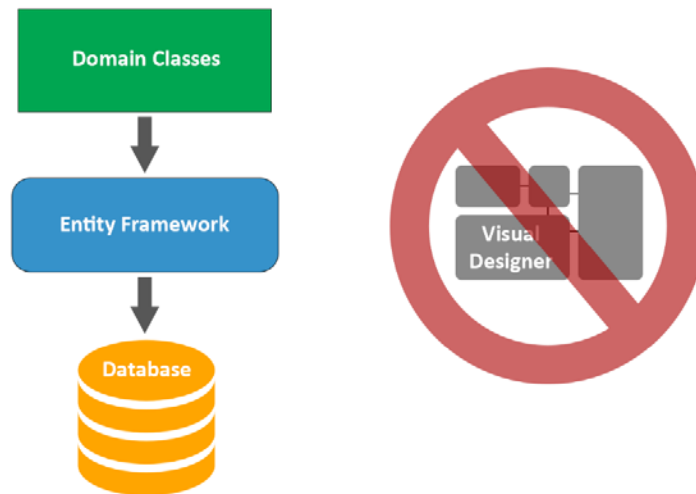 Domain Classes
Entity Framework
Database
Visual
Designer